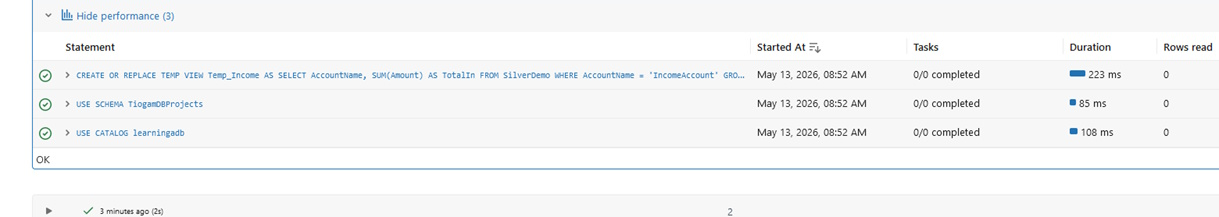 Hide performance (3)
Statement Started At Tasks Duration Rows read
CREATE OR REPLACE TEMP VIEW Temp_Income AS SELECT AccountName, SUM(Amount) AS TotalIn FROM SilverDemo WHERE AccountName = 'IncomeAccount' GRO... May 13, 2026, 08:52 AM 0/0 completed 223 ms 0
USE SCHEMA TiogamDBProjects May 13, 2026, 08:52 AM 0/0 completed 85 ms 0
USE CATALOG learningadb May 13, 2026, 08:52 AM 0/0 completed 108 ms 0
OK
3 minutes ago (2s) 2